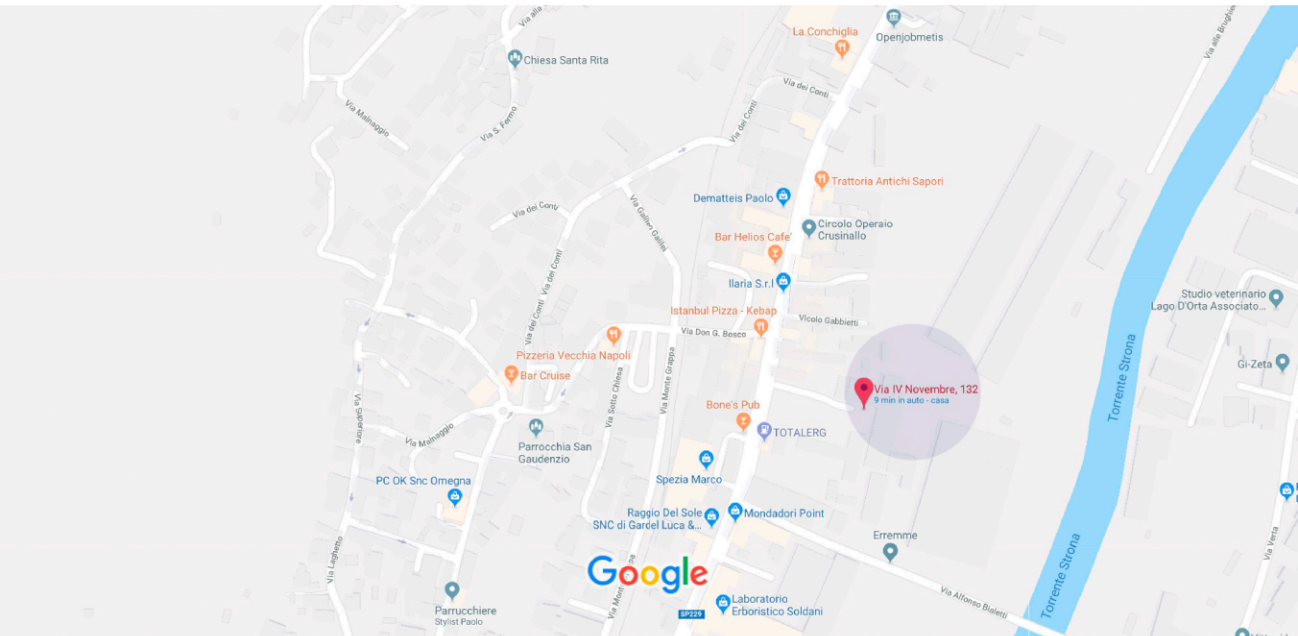 Via alla
La Conchiglia
Openjobmetis
Via alle Brughiere
Chiesa Santa Rita
Via dei Conti
Via Malnaggio
Via S. Fermo
Via dei Conti
Trattoria Antichi Sapori
Dematteis Paolo
Via dei Conti
Via Galileo Galilei
Circolo Operaio
Crusinallo
Bar Helios Cafe'
Via dei Conti
Ilaria S.r.l
Studio veterinario
Lago D'Orta Associato...
Istanbul Pizza - Kebap
Vicolo Gabbietti
Via dei Conti
Via Don G. Bosco
Pizzeria Vecchia Napoli
Bar Cruise
Via Monte Grappa
Torrente Strona
Gi-Zeta
Via IV Novembre, 132
9 min in auto - casa
Via Sotto Chiesa
Bone's Pub
Via Superiore
TOTALERG
Via Malnaggio
Parrocchia San
Gaudenzio
PC OK Snc Omegna
Spezia Marco
Raggio Del Sole
SNC di Gardel Luca &...
Mondadori Point
Erremme
Via Laghetto
Google
Via Mont
pa
Via Verta
Torrente Strona
Via Alfonso Bialetti
Parrucchiere
Stylist Paolo
Laboratorio
Erboristico Soldani
SP229